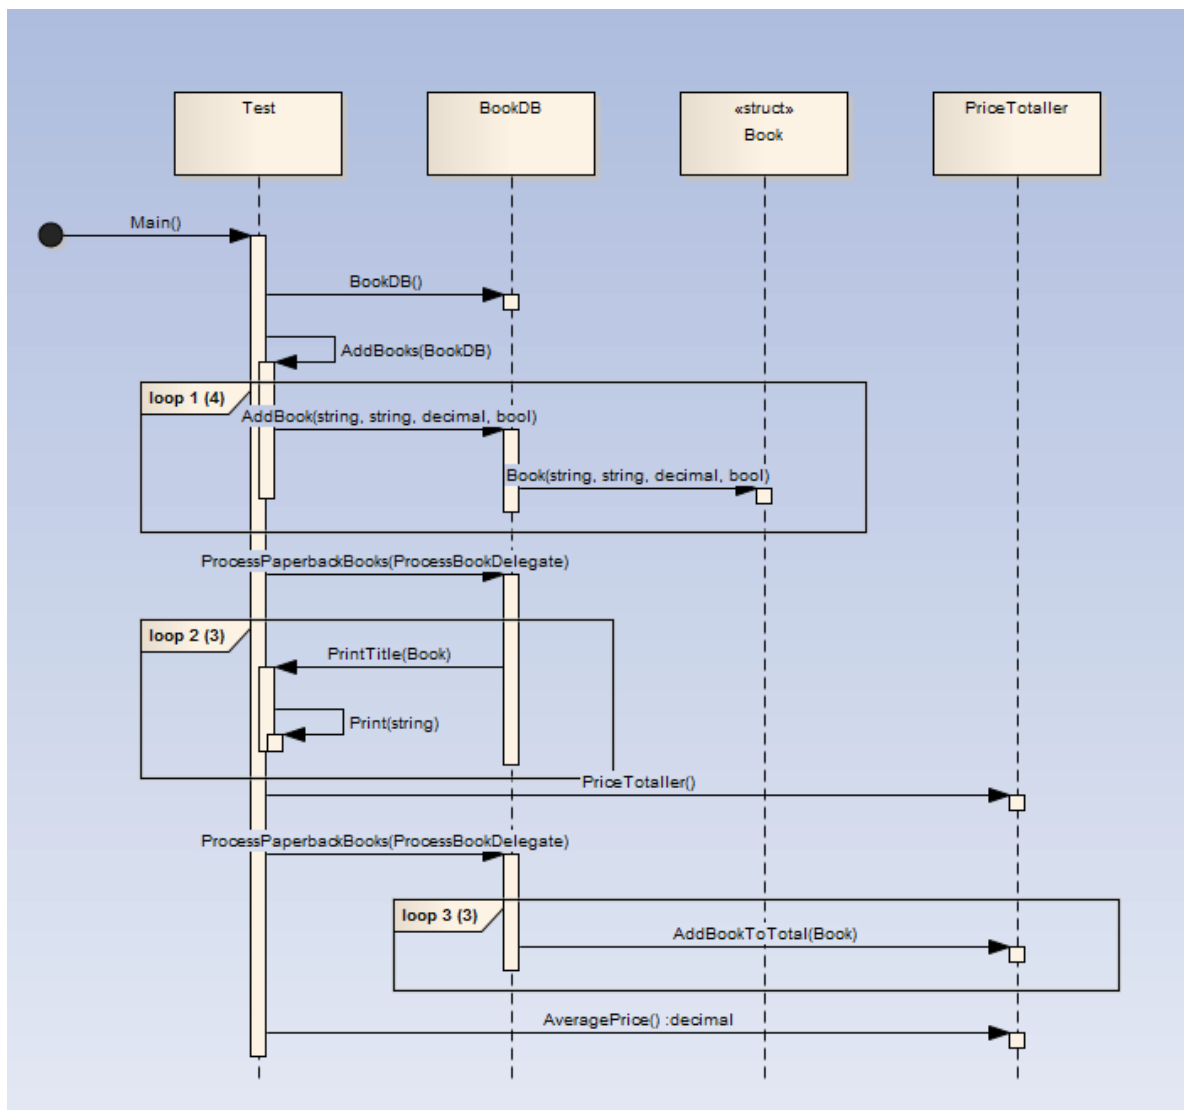 Test
BookDB
«struct»
Book
PriceTotaller
Main()
BookDB()
AddBooks(BookDB)
loop 1 (4)
AddBook(string, string, decimal, bool)
Book(string, string, decimal, bool)
ProcessPaperbackBooks(ProcessBookDelegate)
loop 2 (3)
PrintTitle(Book)
Print(string)
PriceTotaller()
ProcessPaperbackBooks(ProcessBookDelegate)
loop 3 (3)
AddBookToTotal(Book)
AveragePrice() :decimal